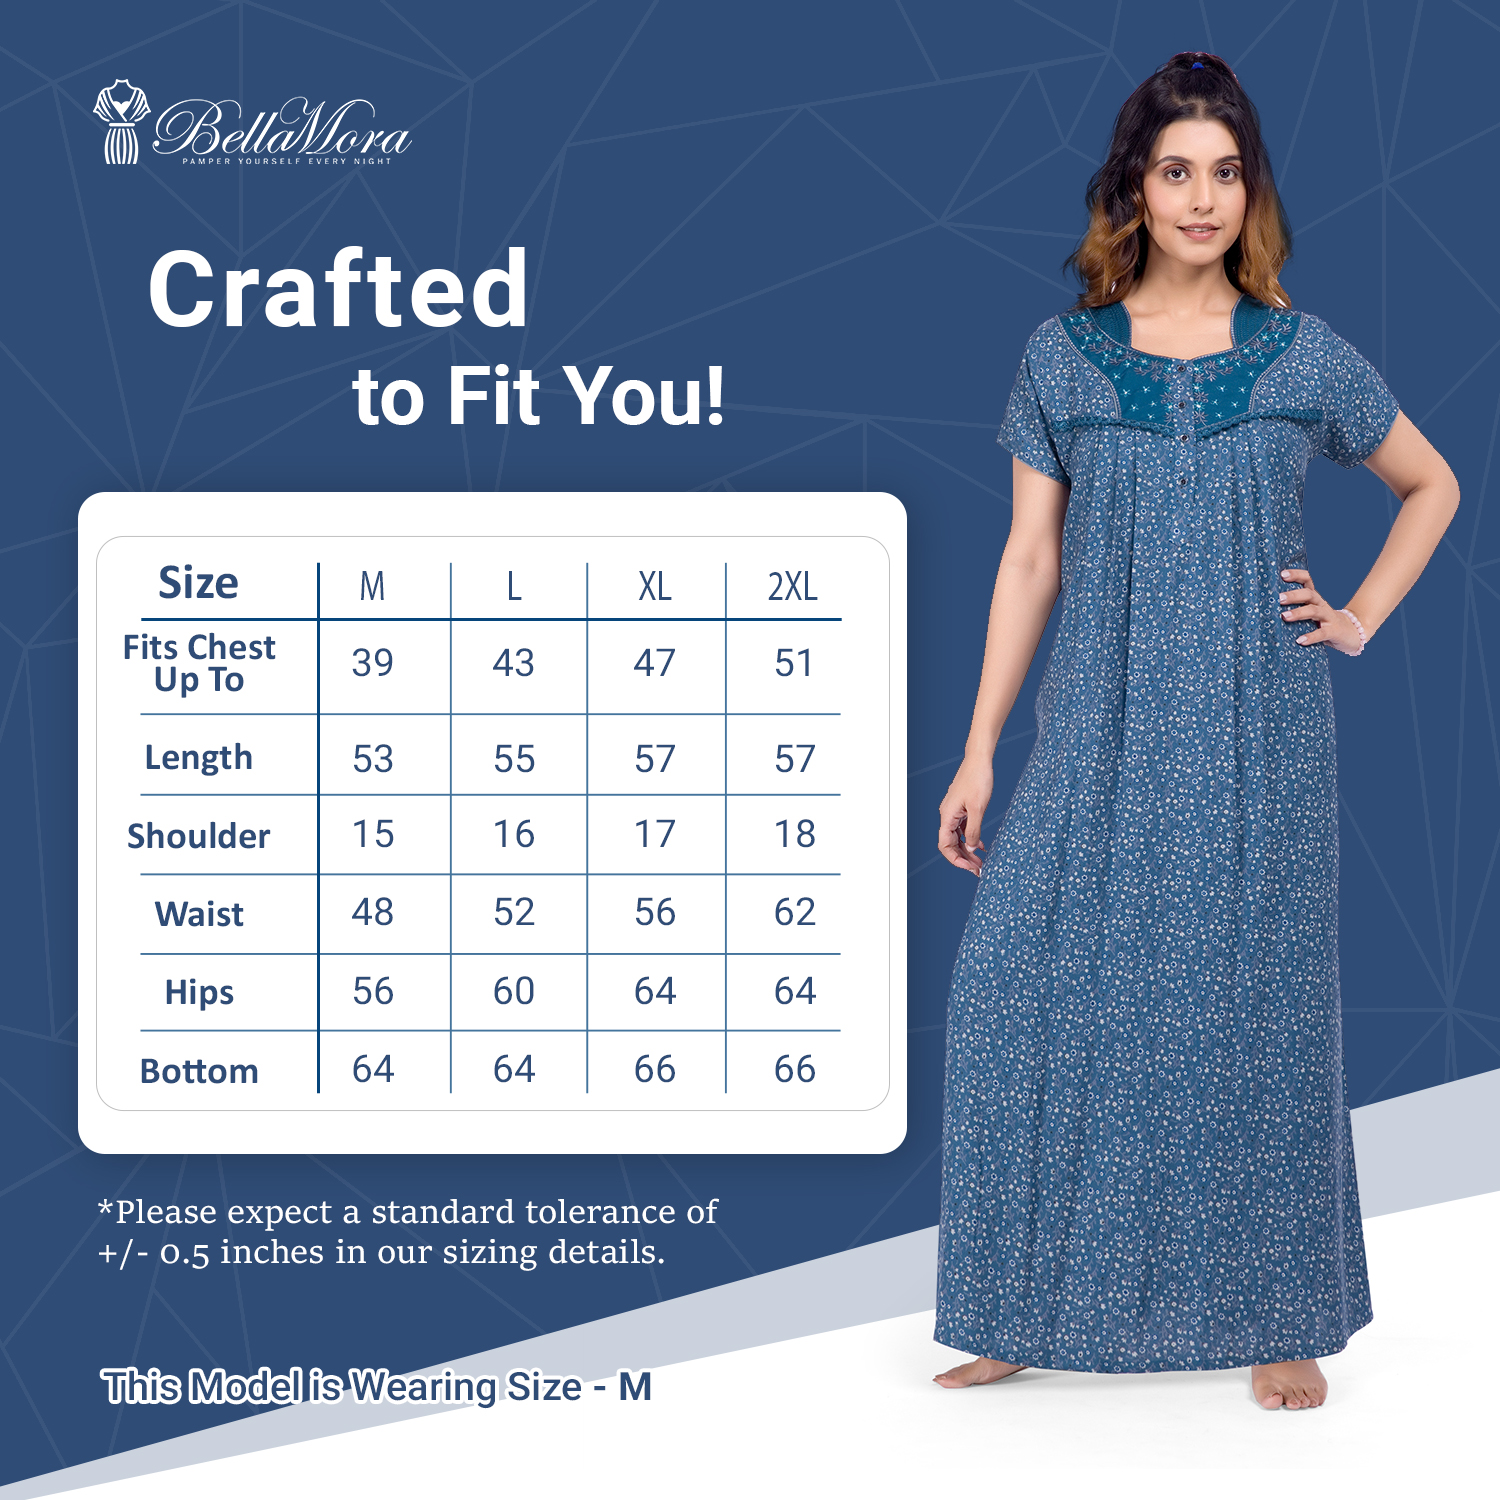 BellaMora
PAMPER YOURSELF EVERY NIGHT
Crafted
to Fit You!
Size M L XL 2XL
Fits Chest
Up To 39 43 47 51
Length 53 55 57 57
Shoulder 15 16 17 18
Waist 48 52 56 62
Hips 56 60 64 64
Bottom 64 64 66 66
*Please expect a standard tolerance of
+/- 0.5 inches in our sizing details.
This Model is Wearing Size - M